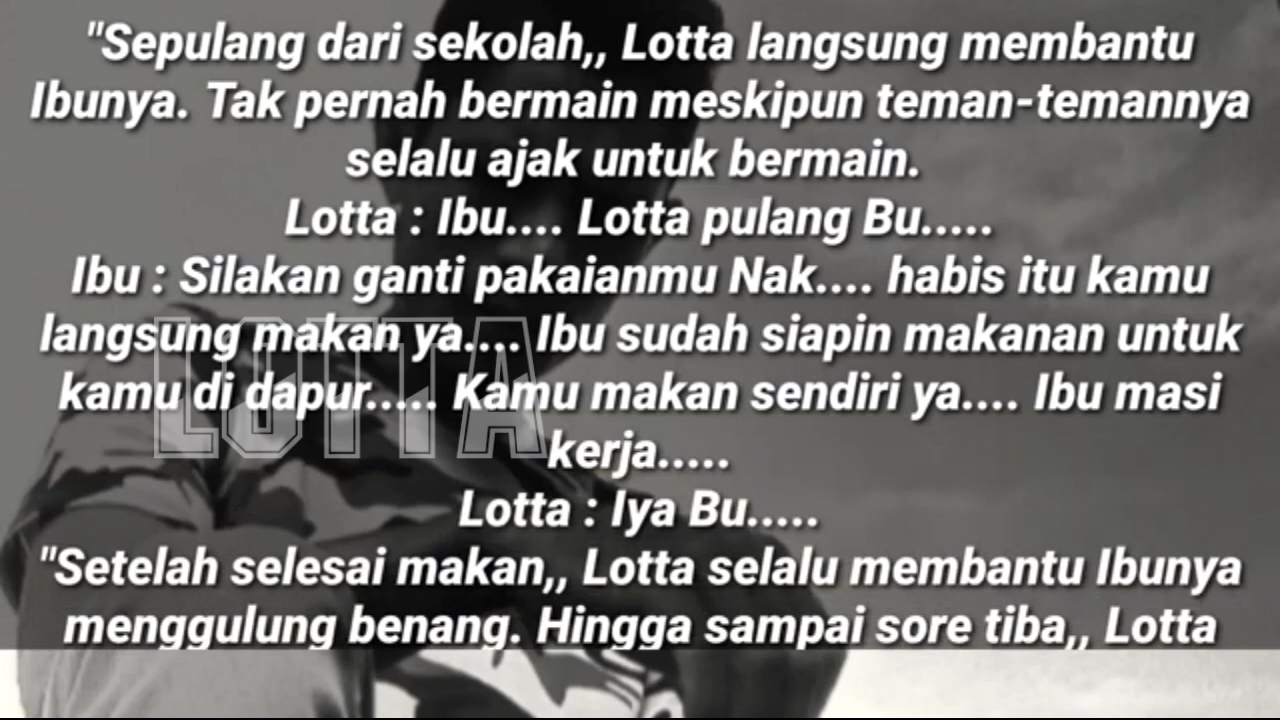 "Sepulang dari sekolah,, Lotta langsung membantu
Ibunya. Tak pernah bermain meskipun teman-temannya
selalu ajak untuk bermain.
Lotta : Ibu.... Lotta pulang Bu.....
Ibu : Silakan ganti pakaianmu Nak.... habis itu kamu
langsung makan ya.... Ibu sudah siapin makanan untuk
kamu di dapur..... Kamu makan sendiri ya.... Ibu masi
kerja.....
LOTTA
Lotta : Iya Bu.....
"Setelah selesai makan,, Lotta selalu membantu Ibunya
menggulung benang. Hingga sampai sore tiba,, Lotta